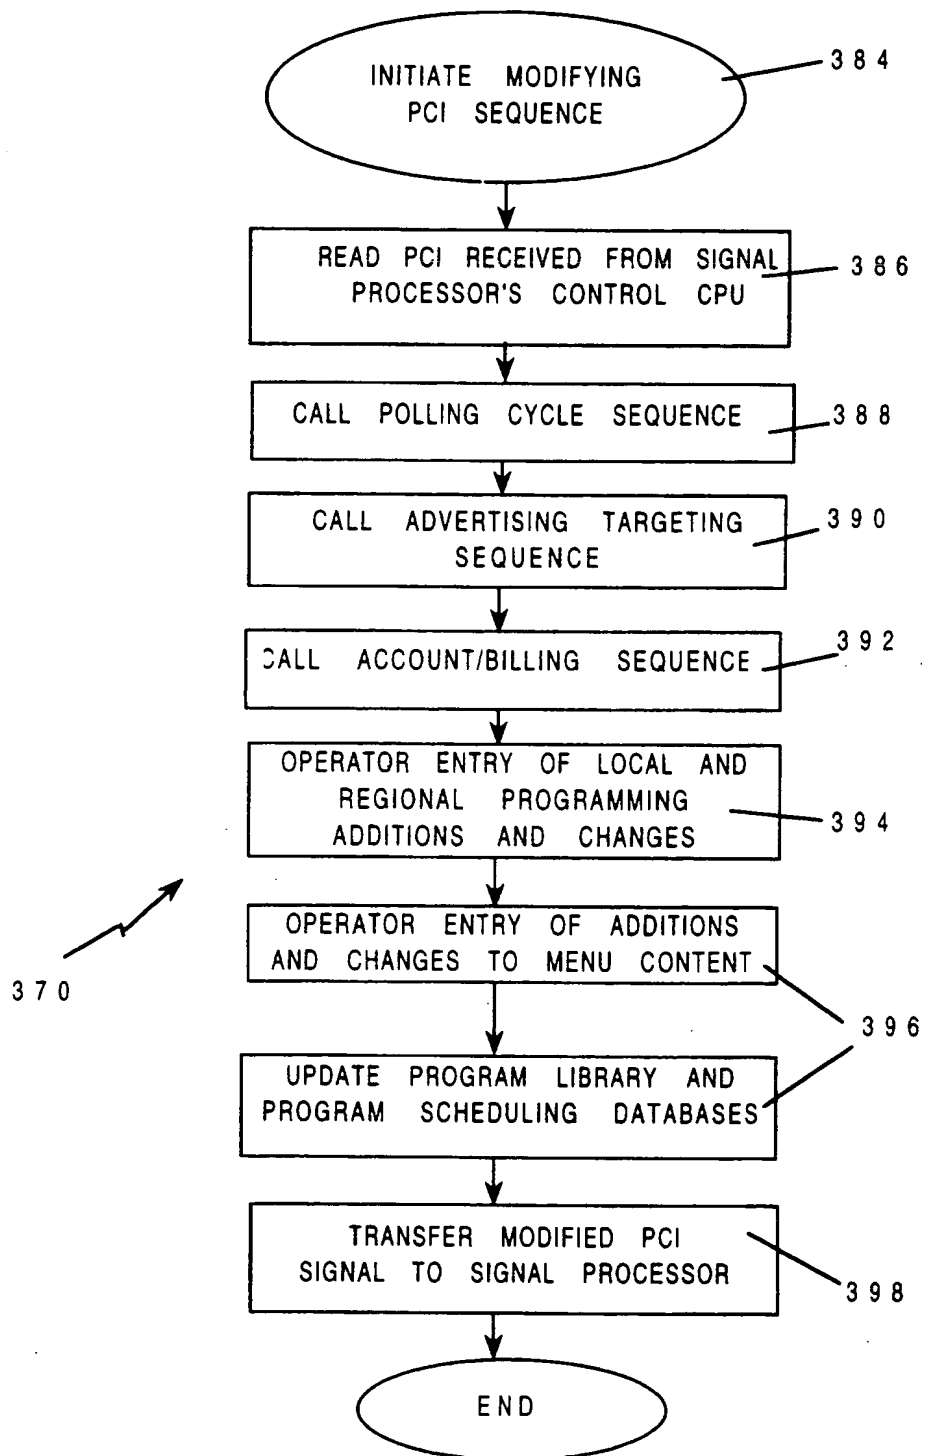 INITIATE MODIFYING
PCI SEQUENCE
384
READ PCI RECEIVED FROM SIGNAL
PROCESSOR'S CONTROL CPU
386
CALL POLLING CYCLE SEQUENCE
388
CALL ADVERTISING TARGETING
SEQUENCE
390
CALL ACCOUNT/BILLING SEQUENCE
392
OPERATOR ENTRY OF LOCAL AND
REGIONAL PROGRAMMING
ADDITIONS AND CHANGES
394
OPERATOR ENTRY OF ADDITIONS
AND CHANGES TO MENU CONTENT
370
396
UPDATE PROGRAM LIBRARY AND
PROGRAM SCHEDULING DATABASES
TRANSFER MODIFIED PCI
SIGNAL TO SIGNAL PROCESSOR
398
END